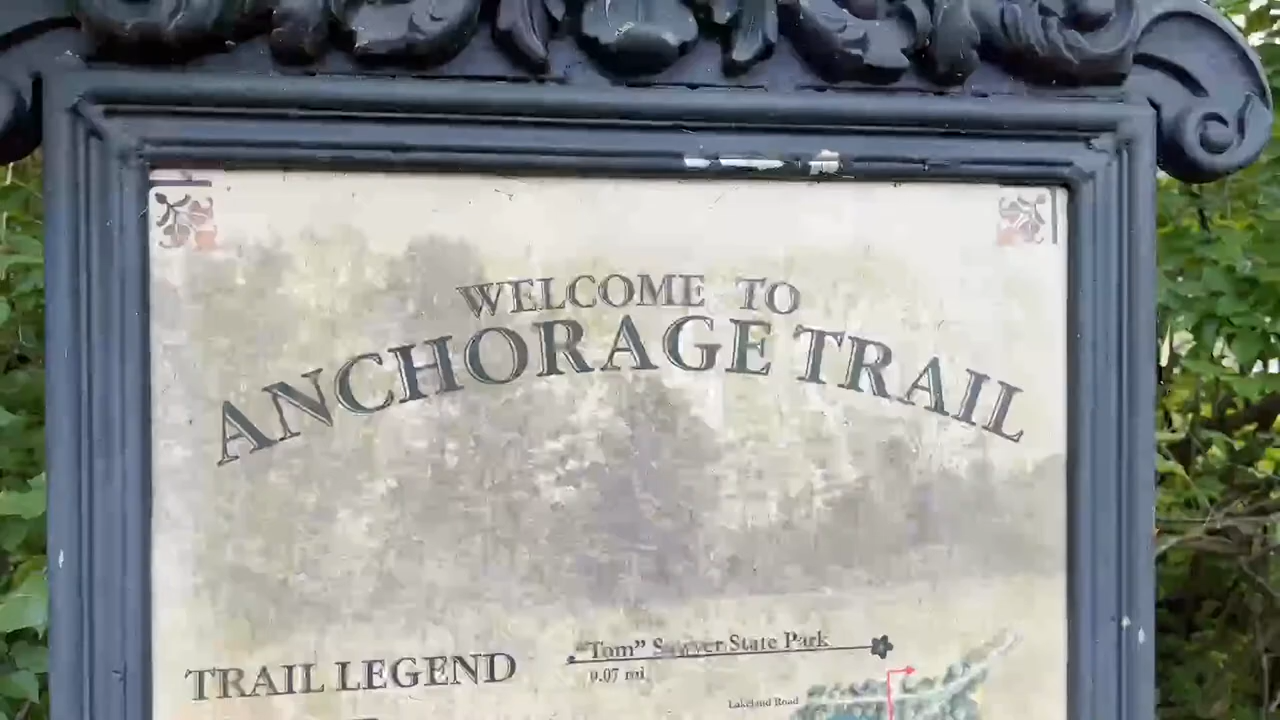 WELCOME TO
ANCHORAGE TRAIL
"Tom" Sawyer State Park
0.07 mi
TRAIL LEGEND
Lakeland Road